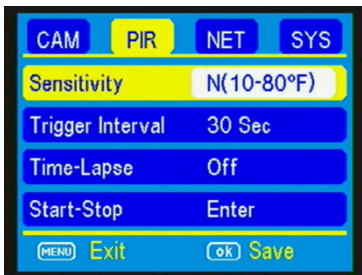 CAM PIR NET SYS
Sensitivity N(10-80°F)
Trigger Interval 30 Sec
Time-Lapse Off
Start-Stop Enter
MENU Exit ok Save